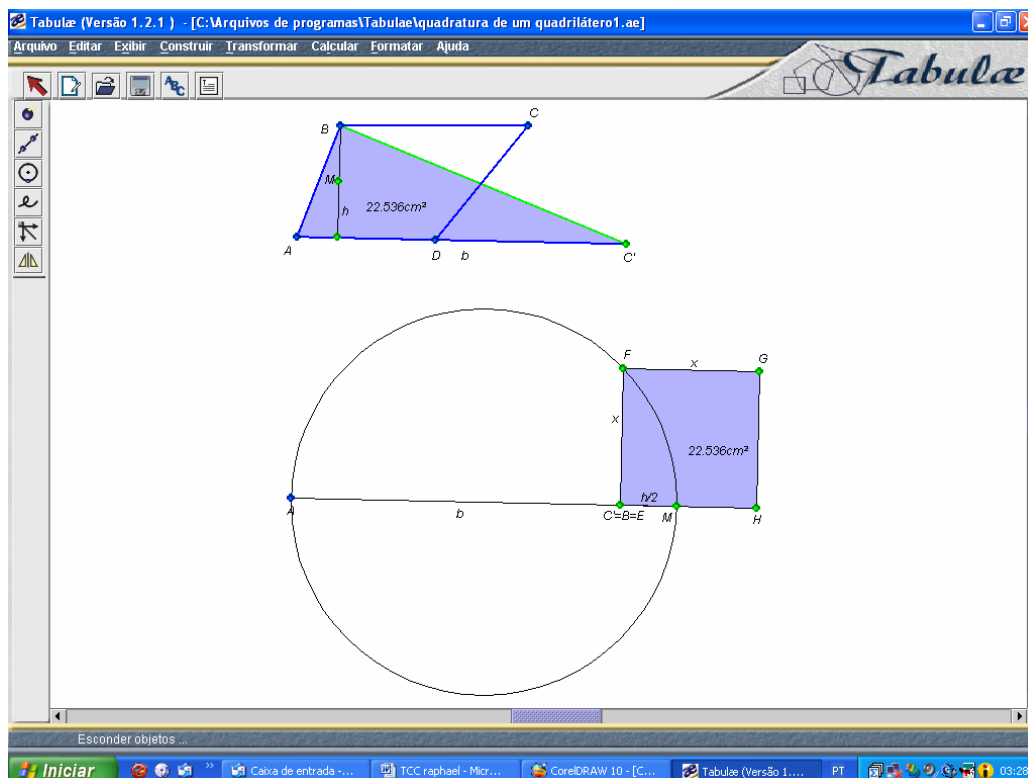 Tabulæ (Versão 1.2.1 ) - [C:\Arquivos de programas\Tabulae\quadratura de um quadrilátero1.ae]
Arquivo Editar Exibir Construir Transformar Calcular Formatar Ajuda
Tabulæ
ABC
B
C
M
h
22.536cm²
A
D
b
C'
F
x
G
x
22.536cm²
A
b
C'=B=E
h/2
M
H
Esconder objetos ...
Iniciar
Caixa de entrada -...
TCC raphael - Micr...
CorelDRAW 10 - [C...
Tabulæ (Versão 1....
PT